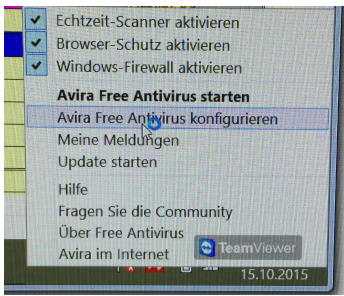 Echtzeit-Scanner aktivieren
Browser-Schutz aktivieren
Windows-Firewall aktivieren
Avira Free Antivirus starten
Avira Free Antivirus konfigurieren
Meine Meldungen
Update starten
Hilfe
Fragen Sie die Community
Über Free Antivirus
Avira im Internet
TeamViewer
15.10.2015